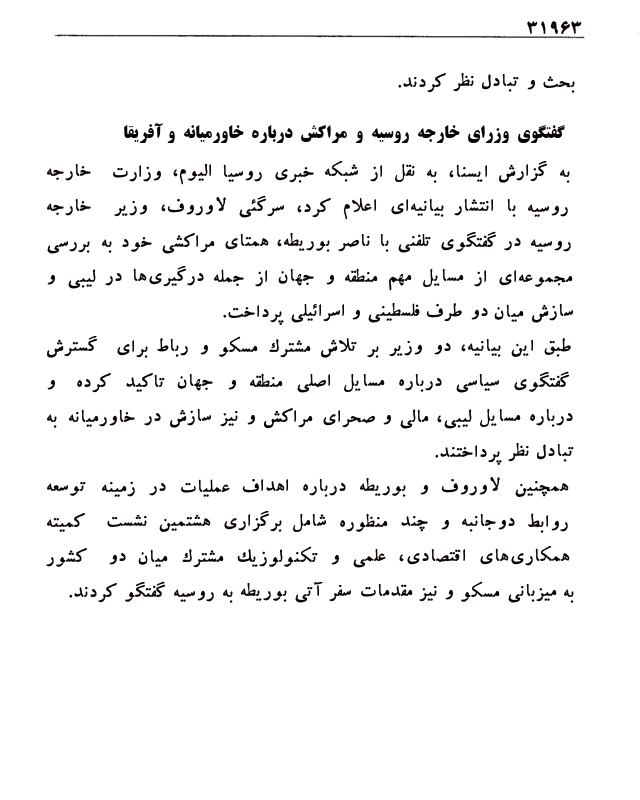 ۳۱۹۶۳
بحث و تبادل نظر کردند.
گفتگوی وزرای خارجه روسیه و مراکش درباره خاورمیانه و آفریقا
به گزارش ایسنا، به نقل از شبکه خبری روسیا الیوم، وزارت خارجه
روسیه با انتشار بیانیه‌ای اعلام کرد، سرگئی لاوروف، وزیر خارجه
روسیه در گفتگوی تلفنی با ناصر بوریطه، همتای مراکشی خود به بررسی
مجموعه‌ای از مسایل مهم منطقه و جهان از جمله درگیری‌ها در لیبی و
سازش میان دو طرف فلسطینی و اسرائیلی پرداخت.
طبق این بیانیه، دو وزیر بر تلاش مشترك مسکو و رباط برای گسترش
گفتگوی سیاسی درباره مسایل اصلی منطقه و جهان تاکید کرده و
درباره مسایل لیبی، مالی و صحرای مراکش و نیز سازش در خاورمیانه به
تبادل نظر پرداختند.
همچنین لاوروف و بوریطه درباره اهداف عملیات در زمینه توسعه
روابط دوجانبه و چند منظوره شامل برگزاری هشتمین نشست کمیته
همکاری‌های اقتصادی، علمی و تکنولوزیك مشترك میان دو کشور
به میزبانی مسکو و نیز مقدمات سفر آتی بوریطه به روسیه گفتگو کردند.